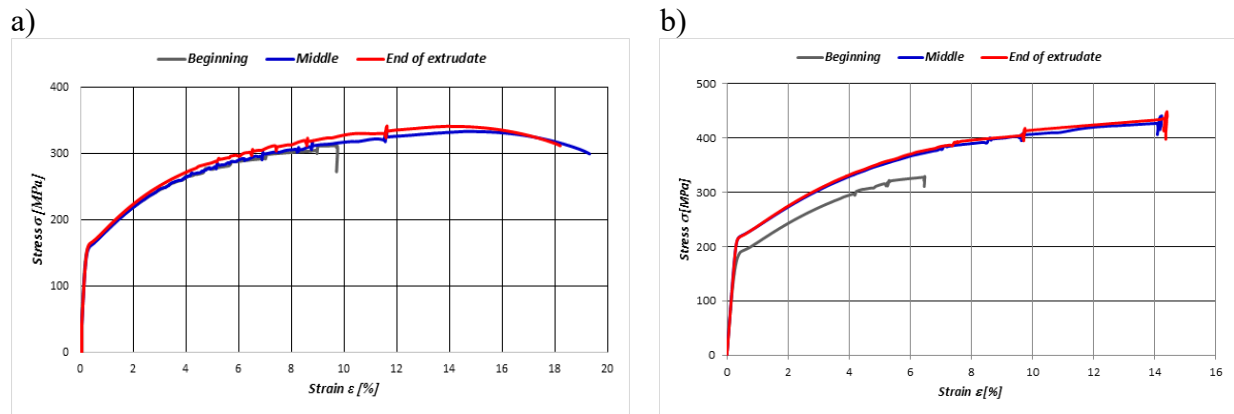 a)
Beginning Middle End of extrudate
400
300
200
100
0
Stress σ [MPa]
0 2 4 6 8 10 12 14 16 18 20
Strain ε [%]
b)
Beginning Middle End of extrudate
500
400
300
200
100
0
Stress σ[MPa]
0 2 4 6 8 10 12 14 16
Strain ε[%]